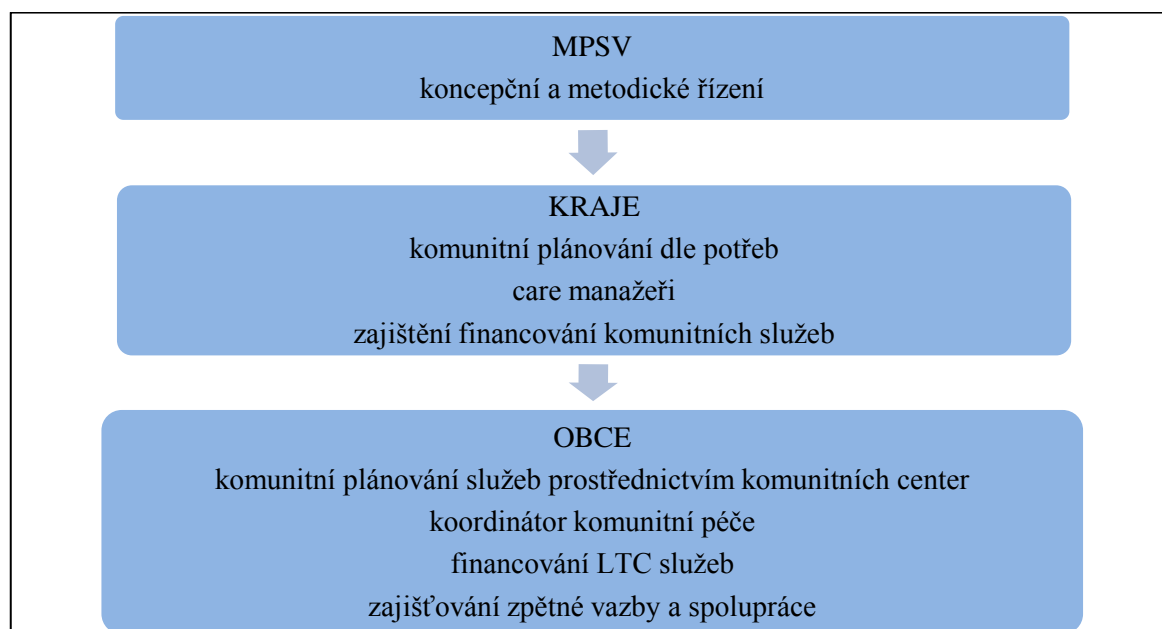 MPSV
koncepční a metodické řízení
KRAJE
komunitní plánování dle potřeb
care manažeři
zajištění financování komunitních služeb
OBCE
komunitní plánování služeb prostřednictvím komunitních center
koordinátor komunitní péče
financování LTC služeb
zajišťování zpětné vazby a spolupráce